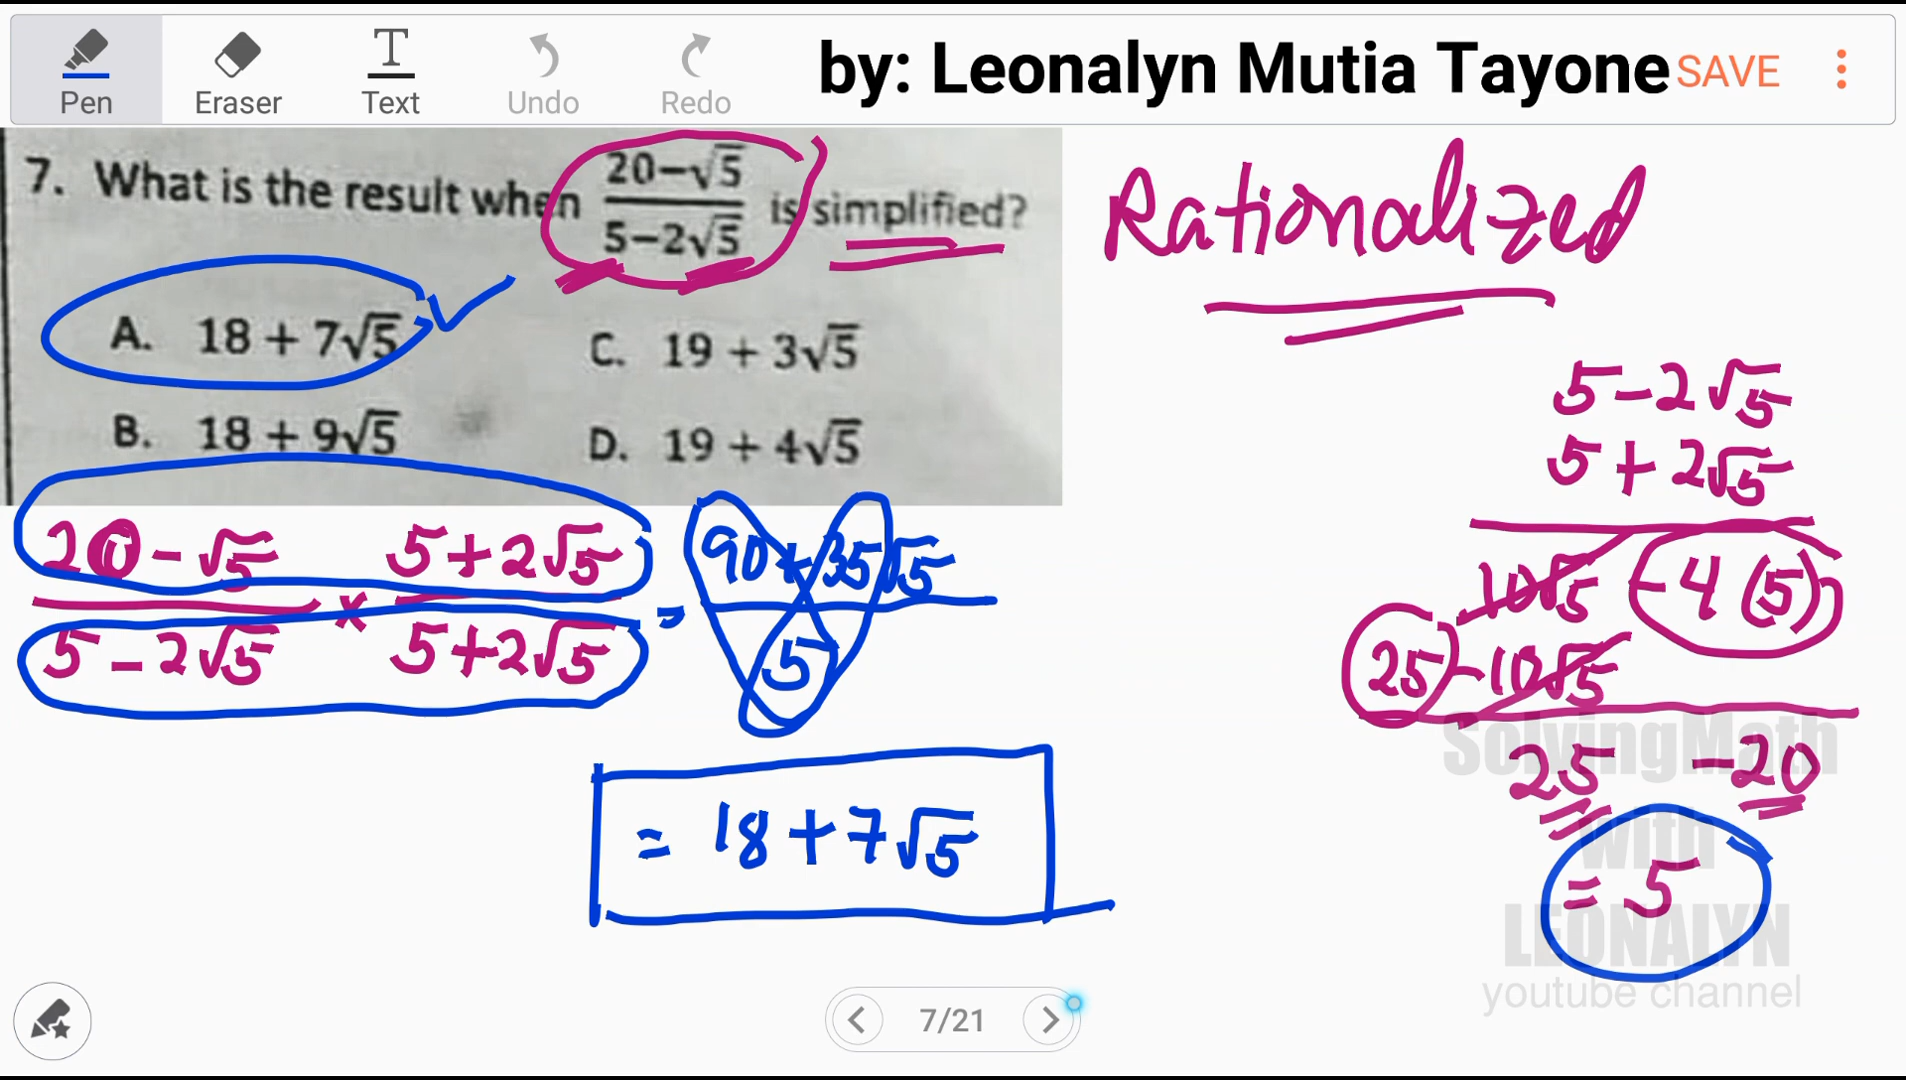 Pen Eraser Text Undo Redo by: Leonalyn Mutia Tayone SAVE
7. What is the result when (20−√5)/(5−2√5) is simplified?
A. 18 + 7√5
B. 18 + 9√5
C. 19 + 3√5
D. 19 + 4√5
Rationalized
5-2√5
5+2√5
10√5 -4(5)
25 -10√5
25 -20
= 5
20-√5 5+2√5 90+35√5
× =
5-2√5 5+2√5 5
= 18+7√5
SolvingMath
with
LEONALYN
youtube channel
7/21